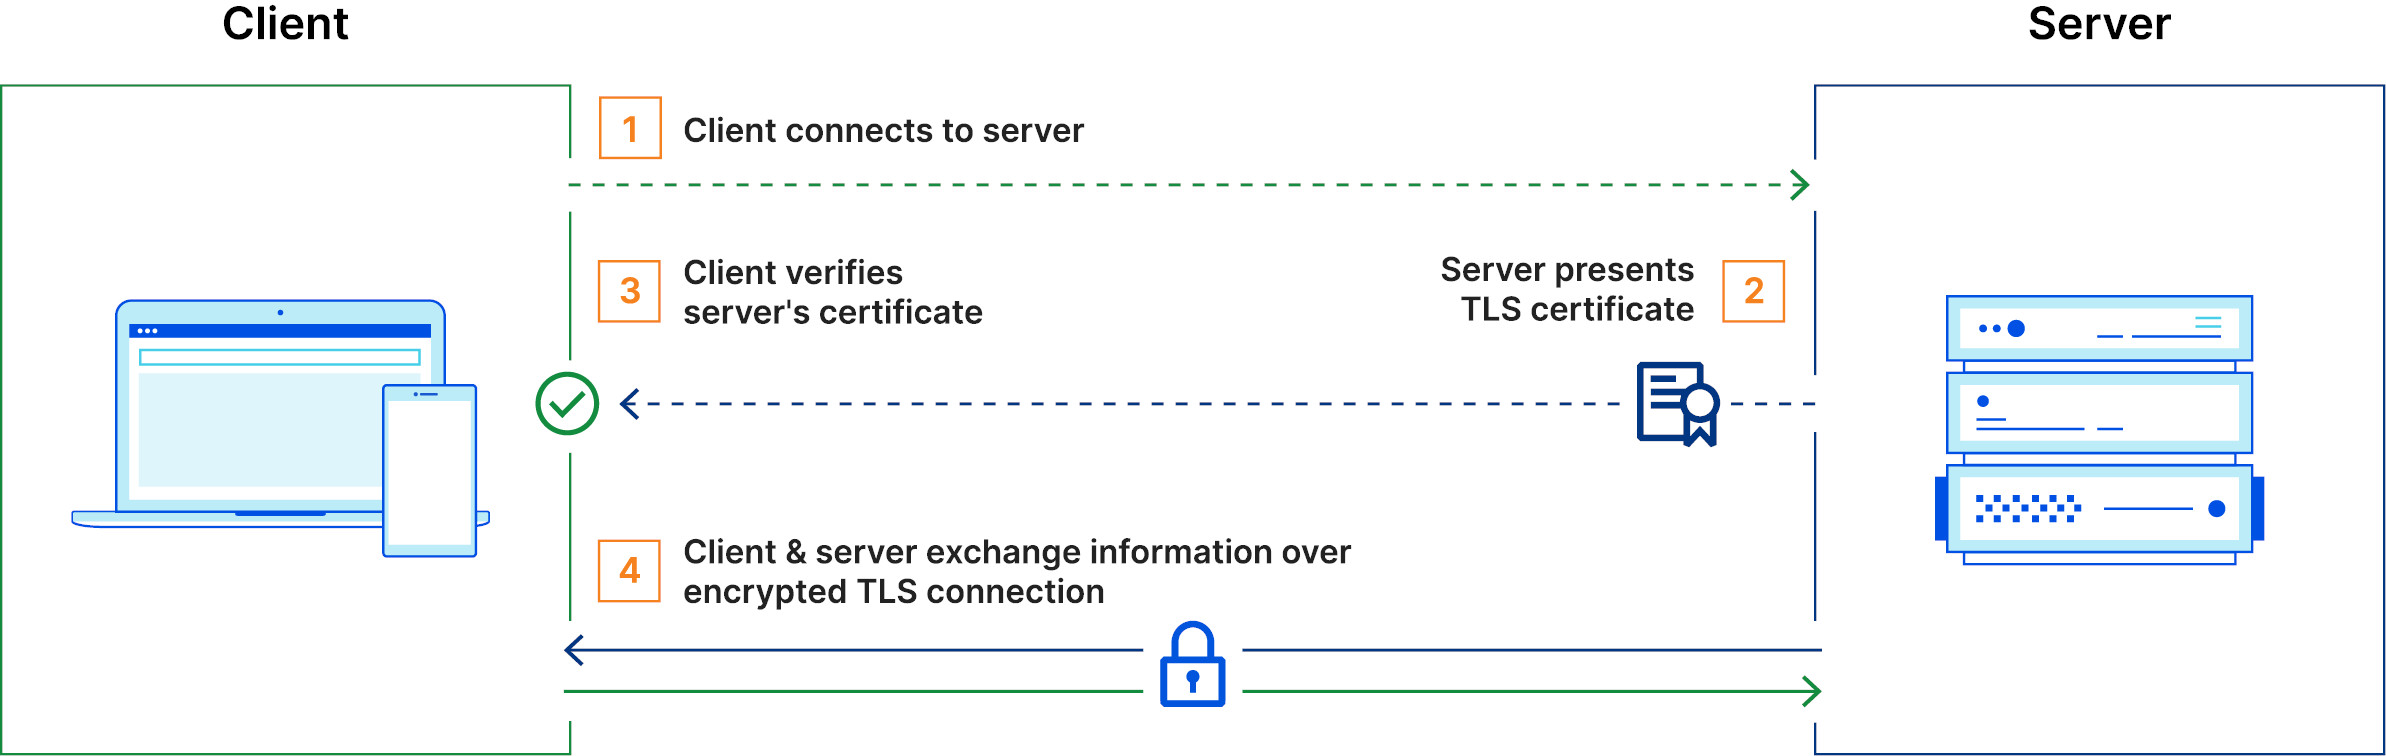 Client
Server
1
Client connects to server
Server presents
TLS certificate
2
3
Client verifies
server's certificate
4
Client & server exchange information over
encrypted TLS connection